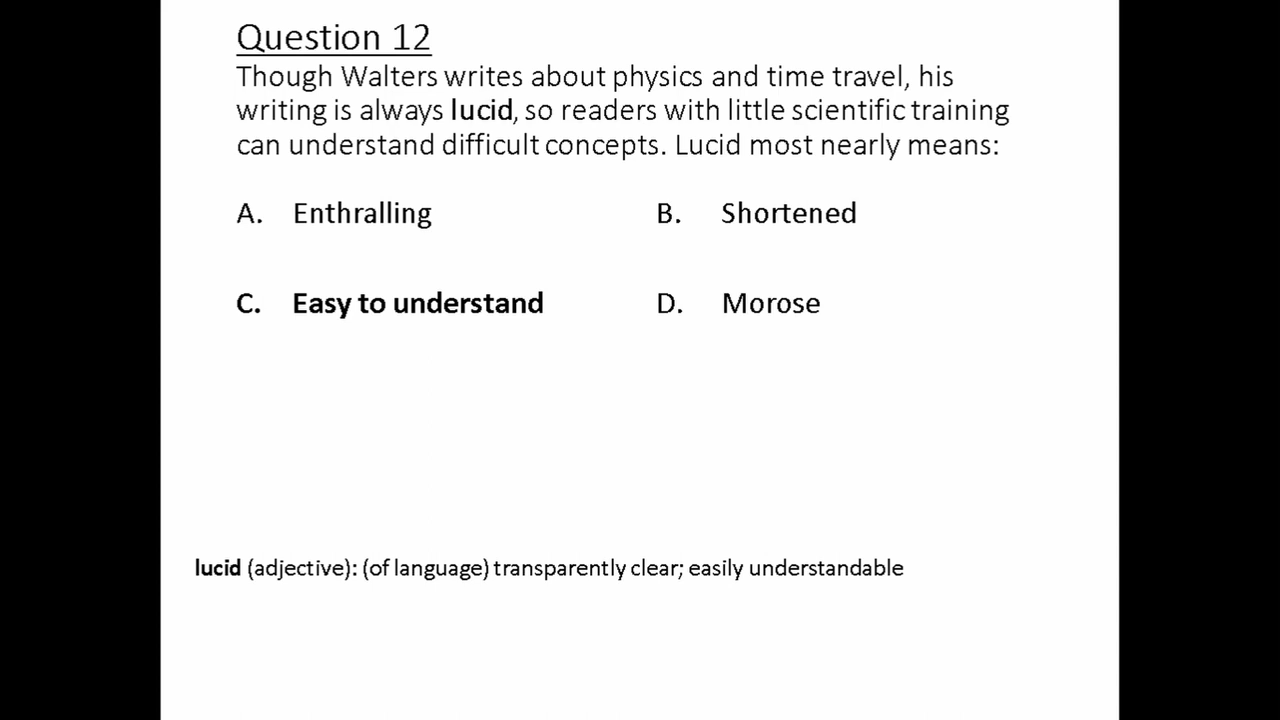 Question 12
Though Walters writes about physics and time travel, his
writing is always lucid, so readers with little scientific training
can understand difficult concepts. Lucid most nearly means:
A. Enthralling B. Shortened
C. Easy to understand D. Morose
lucid (adjective): (of language) transparently clear; easily understandable